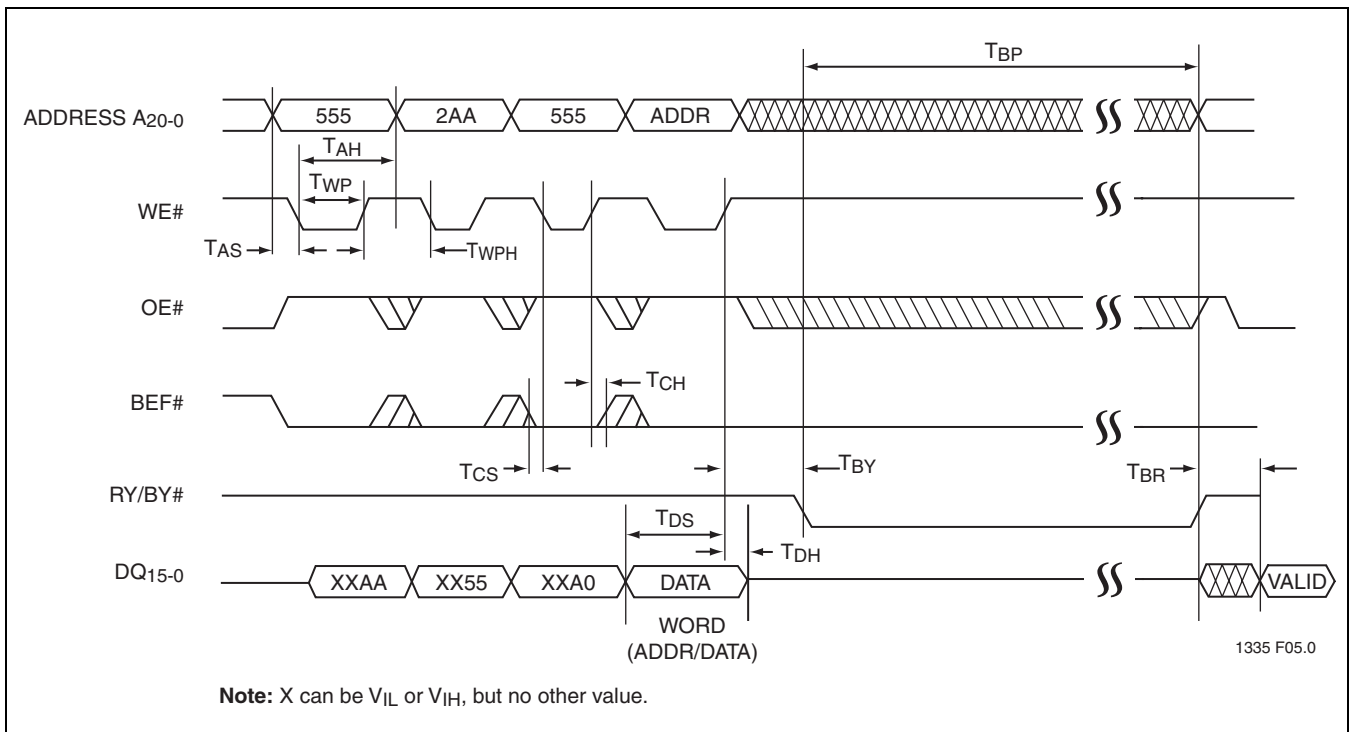 TBP
ADDRESS A20-0
555 2AA 555 ADDR
TAH
TWP
WE#
TAS
TWPH
OE#
TCH
BEF#
TCS
TBY
TBR
RY/BY#
TDS
TDH
DQ15-0
XXAA XX55 XXA0 DATA VALID
WORD
(ADDR/DATA)
1335 F05.0
Note: X can be VIL or VIH, but no other value.